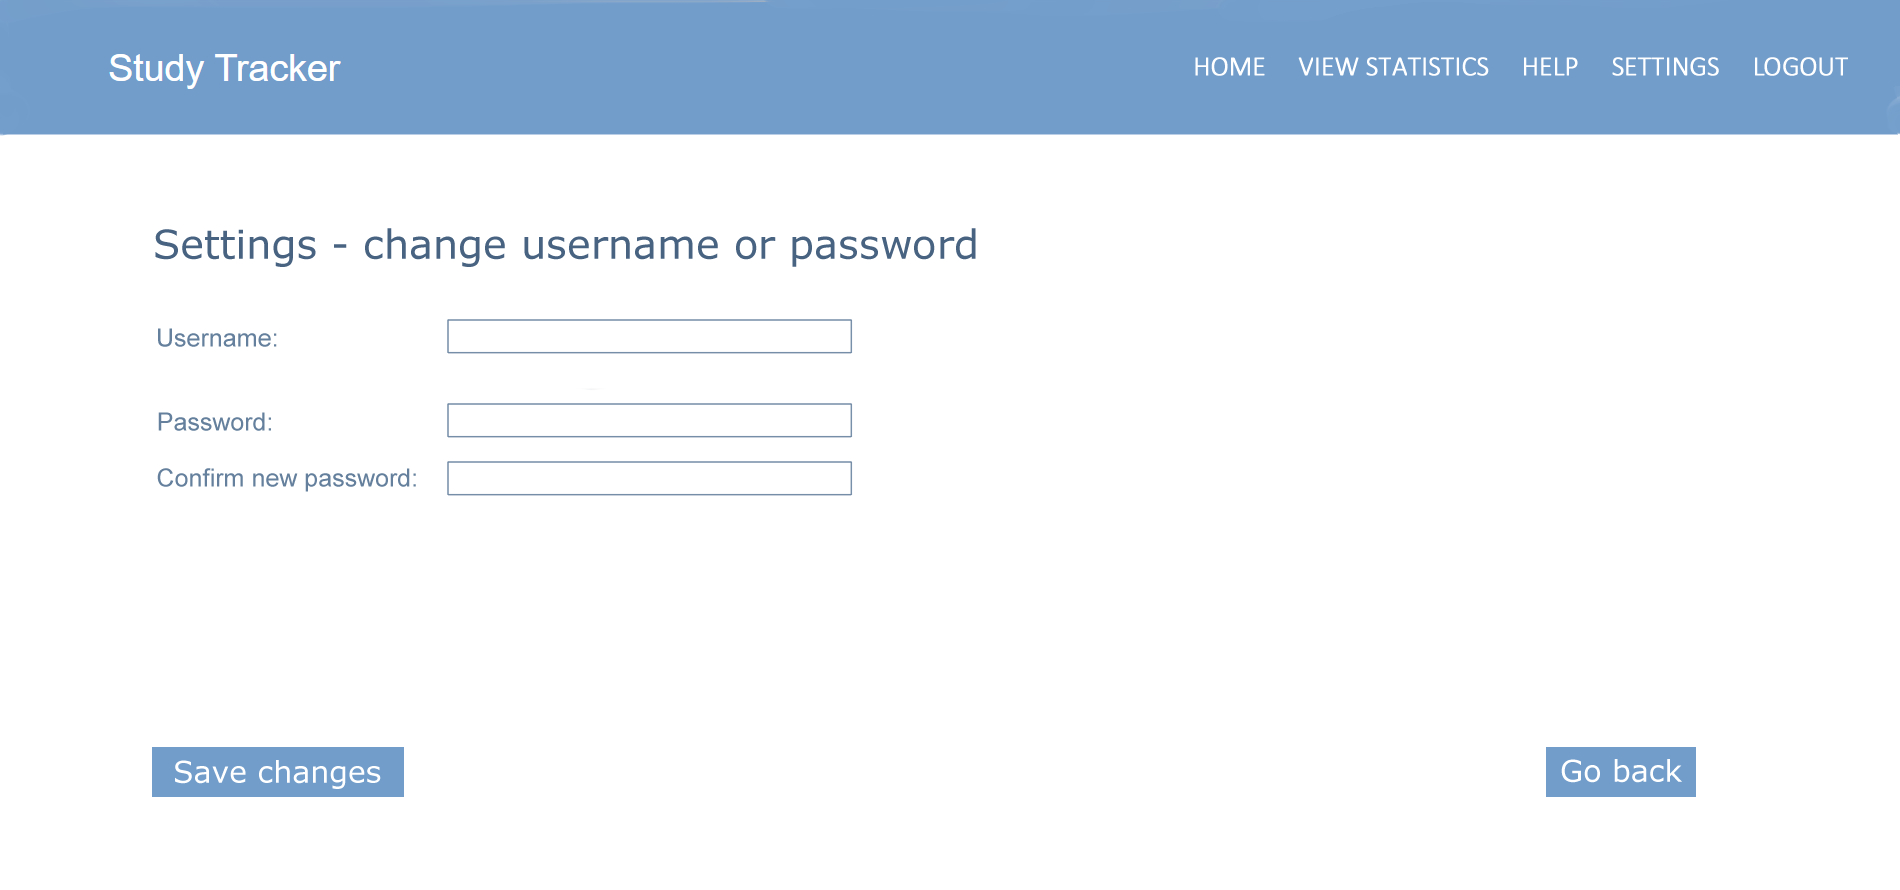 Study Tracker
HOME VIEW STATISTICS HELP SETTINGS LOGOUT
Settings - change username or password
Username:
Password:
Confirm new password:
Save changes
Go back